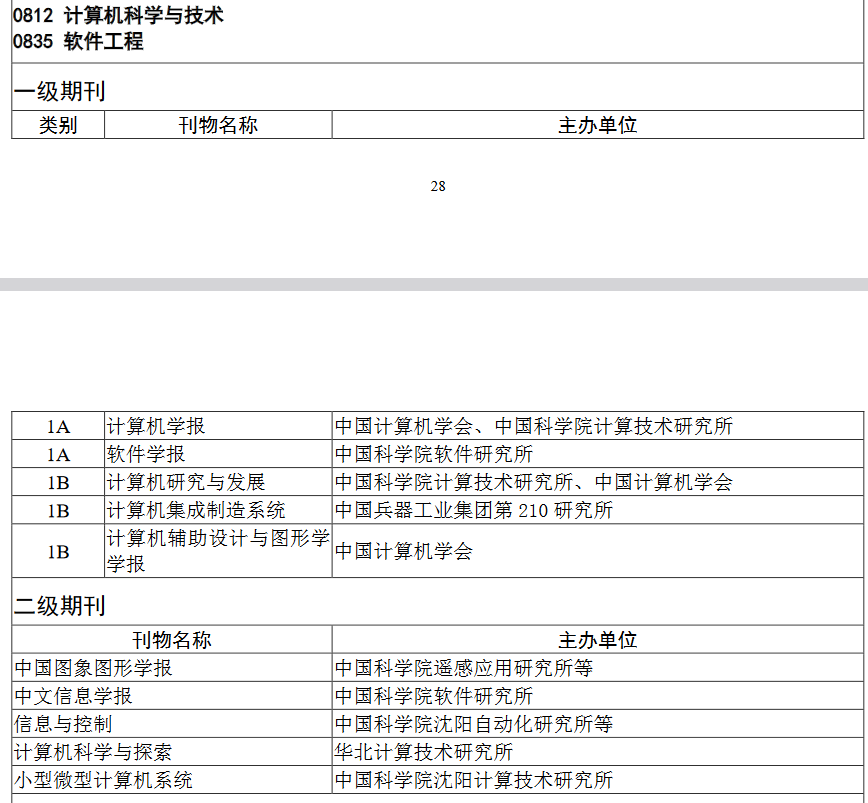 0812 计算机科学与技术
0835 软件工程
一级期刊
类别 刊物名称 主办单位
28
1A 计算机学报 中国计算机学会、中国科学院计算技术研究所
1A 软件学报 中国科学院软件研究所
1B 计算机研究与发展 中国科学院计算技术研究所、中国计算机学会
1B 计算机集成制造系统 中国兵器工业集团第 210 研究所
1B 计算机辅助设计与图形学 中国计算机学会
学报
二级期刊
刊物名称 主办单位
中国图象图形学报 中国科学院遥感应用研究所等
中文信息学报 中国科学院软件研究所
信息与控制 中国科学院沈阳自动化研究所等
计算机科学与探索 华北计算技术研究所
小型微型计算机系统 中国科学院沈阳计算技术研究所